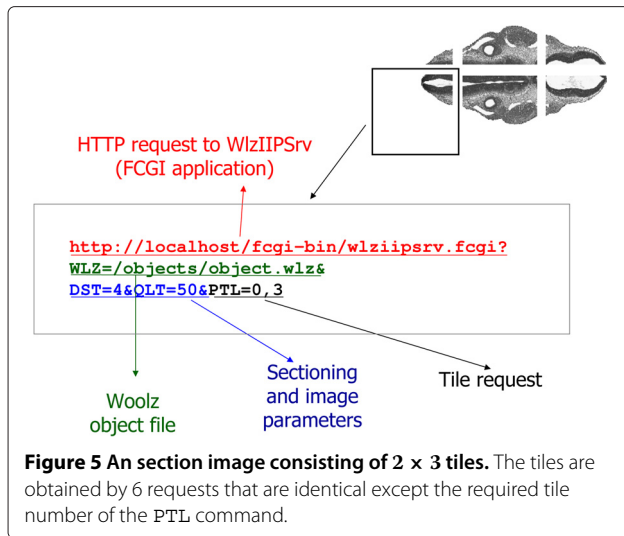 HTTP request to WlzIIPSrv
(FCGI application)
http://localhost/fcgi-bin/wlziipsrv.fcgi?
WLZ=/objects/object.wlz&
DST=4&QLT=50&PTL=0,3
Woolz
object file
Sectioning
and image
parameters
Tile request
Figure 5 An section image consisting of 2 × 3 tiles. The tiles are
obtained by 6 requests that are identical except the required tile
number of the PTL command.